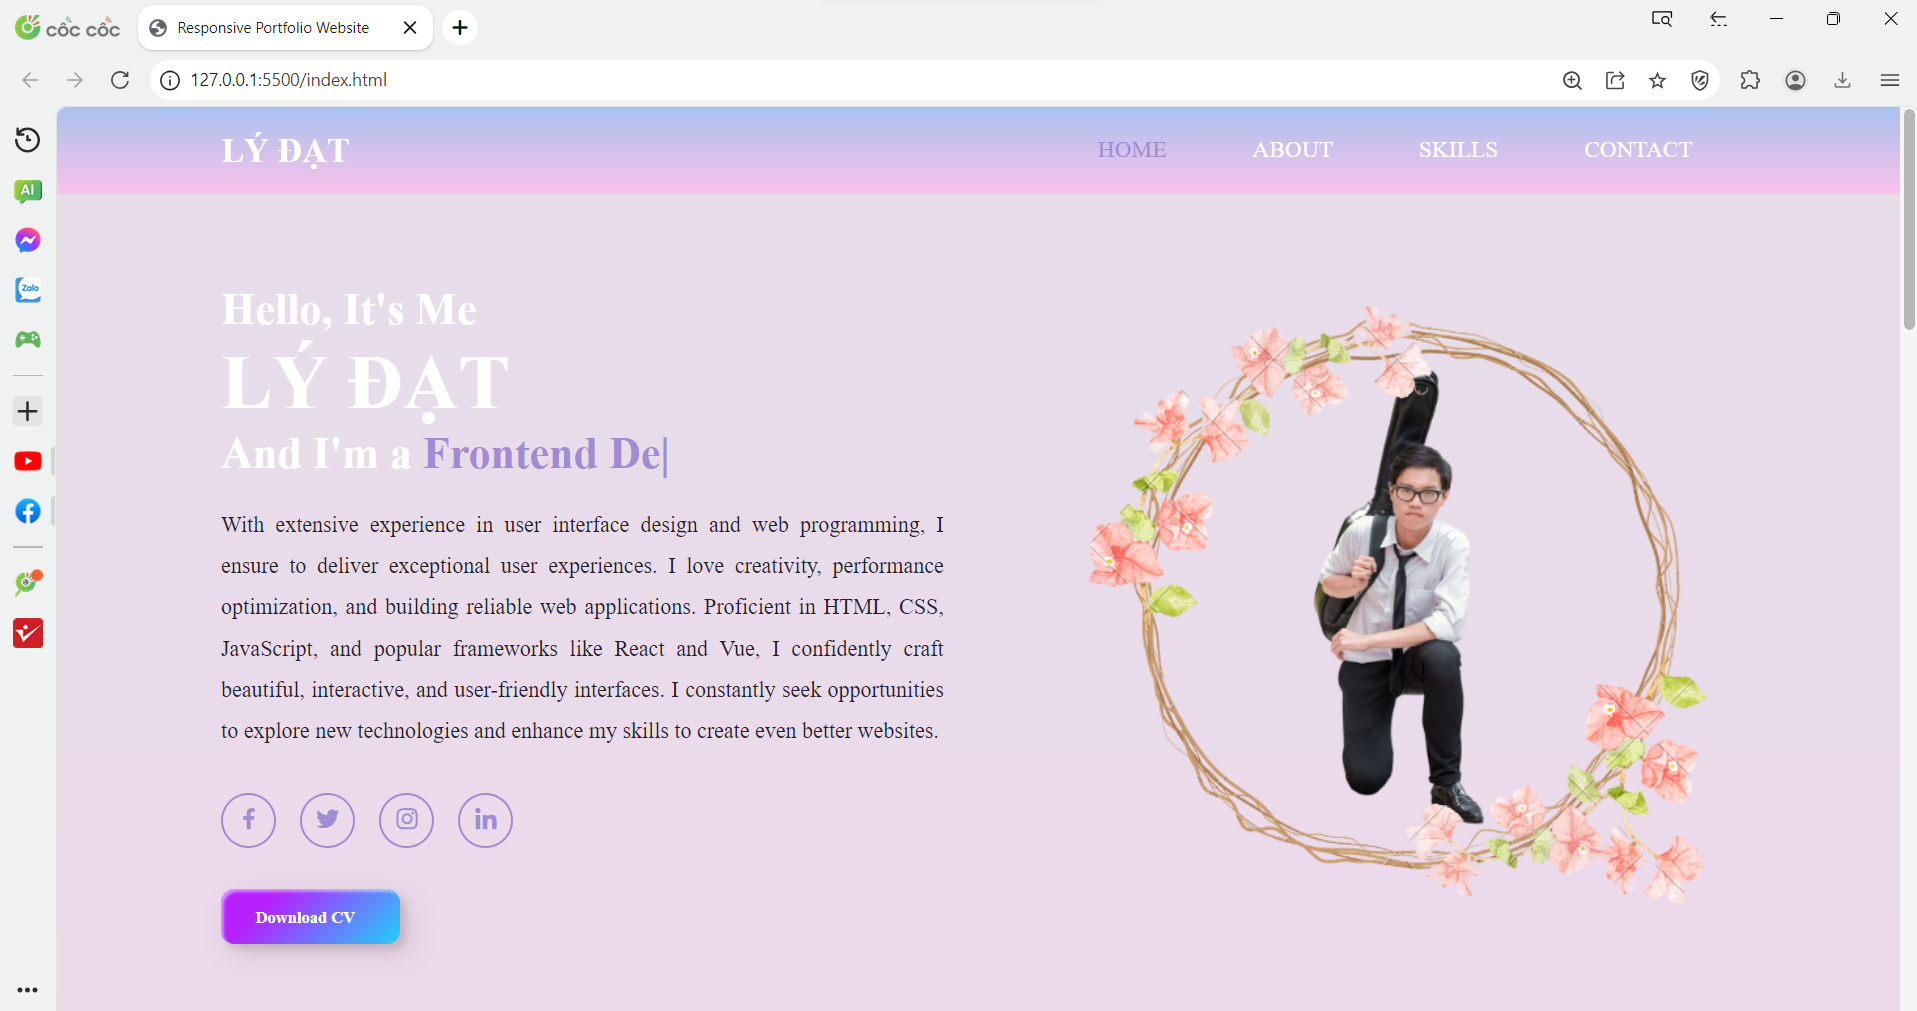 cốc cốc
Responsive Portfolio Website
127.0.0.1:5500/index.html
AI
Zalo
LÝ ĐẠT
HOME
ABOUT
SKILLS
CONTACT
Hello, It's Me
LÝ ĐẠT
And I'm a Frontend De|
With extensive experience in user interface design and web programming, I
ensure to deliver exceptional user experiences. I love creativity, performance
optimization, and building reliable web applications. Proficient in HTML, CSS,
JavaScript, and popular frameworks like React and Vue, I confidently craft
beautiful, interactive, and user-friendly interfaces. I constantly seek opportunities
to explore new technologies and enhance my skills to create even better websites.
Download CV